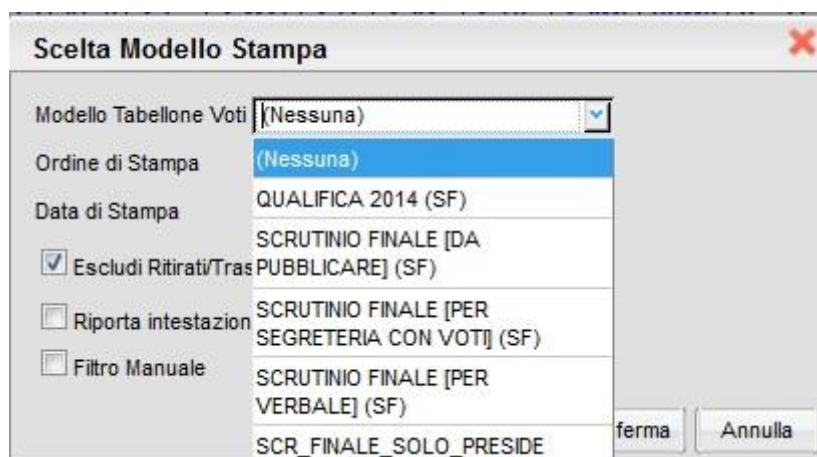 Scelta Modello Stampa
Modello Tabellone Voti (Nessuna)
Ordine di Stampa
Data di Stampa
Escludi Ritirati/Tras
Riporta intestazion
Filtro Manuale
(Nessuna)
QUALIFICA 2014 (SF)
SCRUTINIO FINALE [DA
PUBBLICARE] (SF)
SCRUTINIO FINALE [PER
SEGRETERIA CON VOTI] (SF)
SCRUTINIO FINALE [PER
VERBALE] (SF)
SCR_FINALE_SOLO_PRESIDE
ferma
Annulla